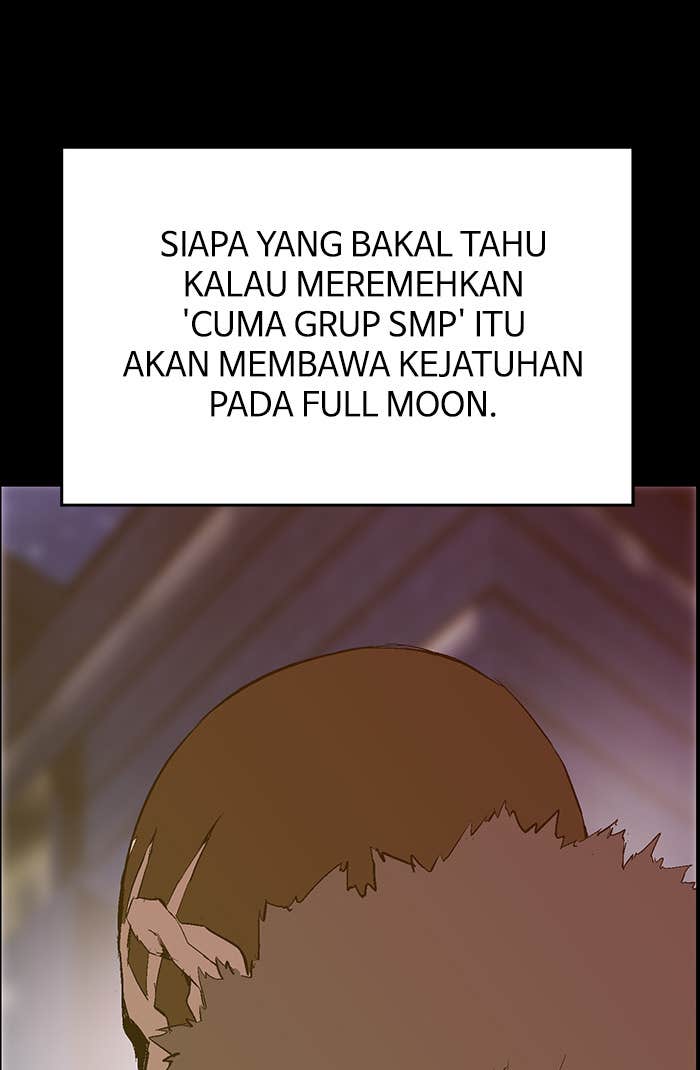 SIAPA YANG BAKAL TAHU
KALAU MEREMEHKAN
'CUMA GRUP SMP' ITU
AKAN MEMBAWA KEJATUHAN
PADA FULL MOON.